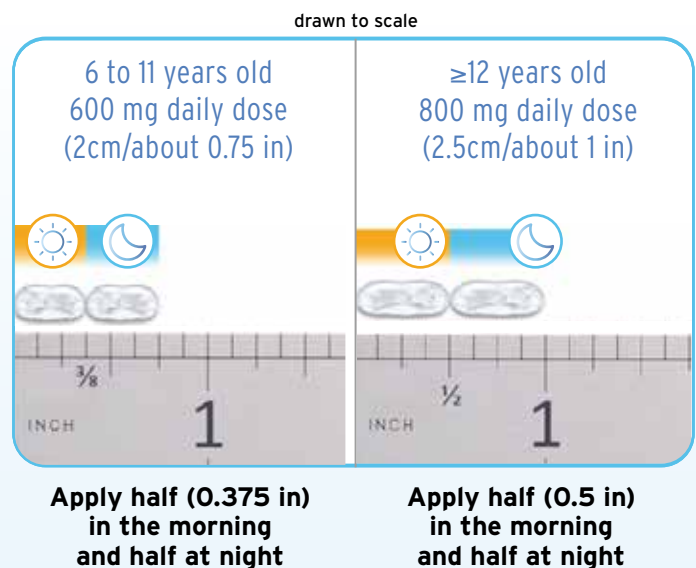 drawn to scale
6 to 11 years old
600 mg daily dose
(2cm/about 0.75 in)
≥12 years old
800 mg daily dose
(2.5cm/about 1 in)
⅜
INCH
1
½
INCH
1
Apply half (0.375 in)
in the morning
and half at night
Apply half (0.5 in)
in the morning
and half at night